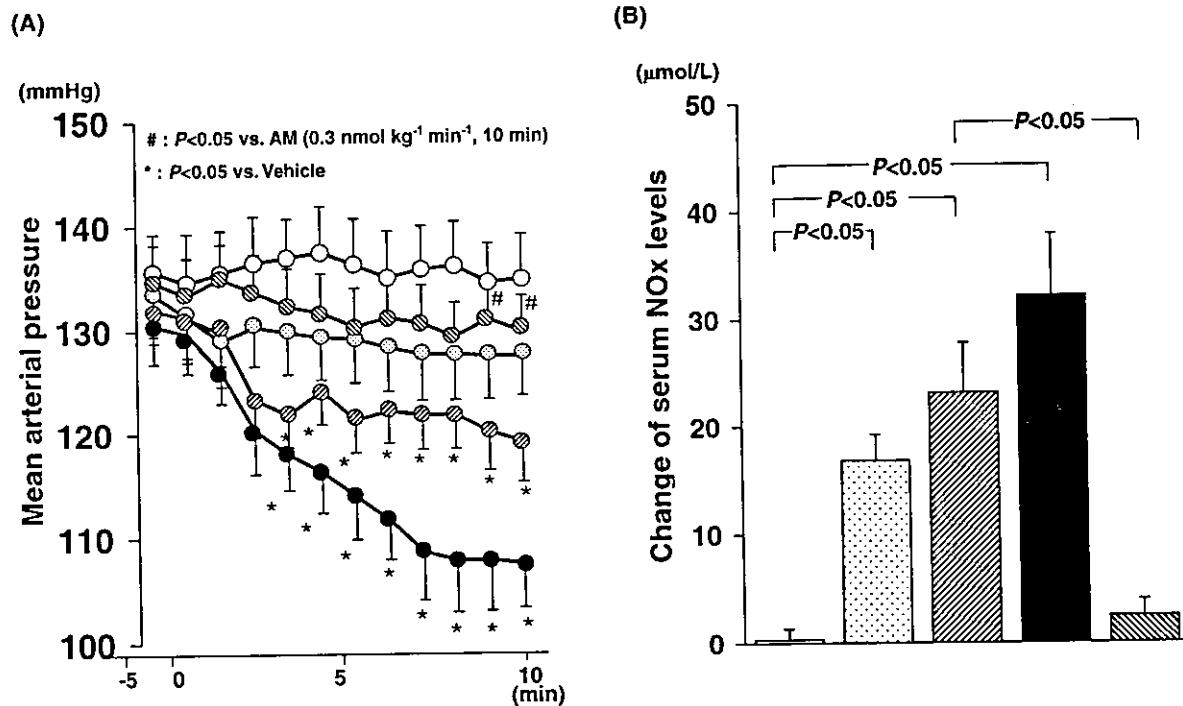 (A)
(mmHg)
150
# : P<0.05 vs. AM (0.3 nmol kg⁻¹ min⁻¹, 10 min)
* : P<0.05 vs. Vehicle
140
130
120
110
100
Mean arterial pressure
#
#
* *
* * * * * *
* * * * * * * *
-5
0
5
10
(min)
(B)
(μmol/L)
50
40
30
20
10
0
Change of serum NOx levels
P<0.05
P<0.05
P<0.05
P<0.05